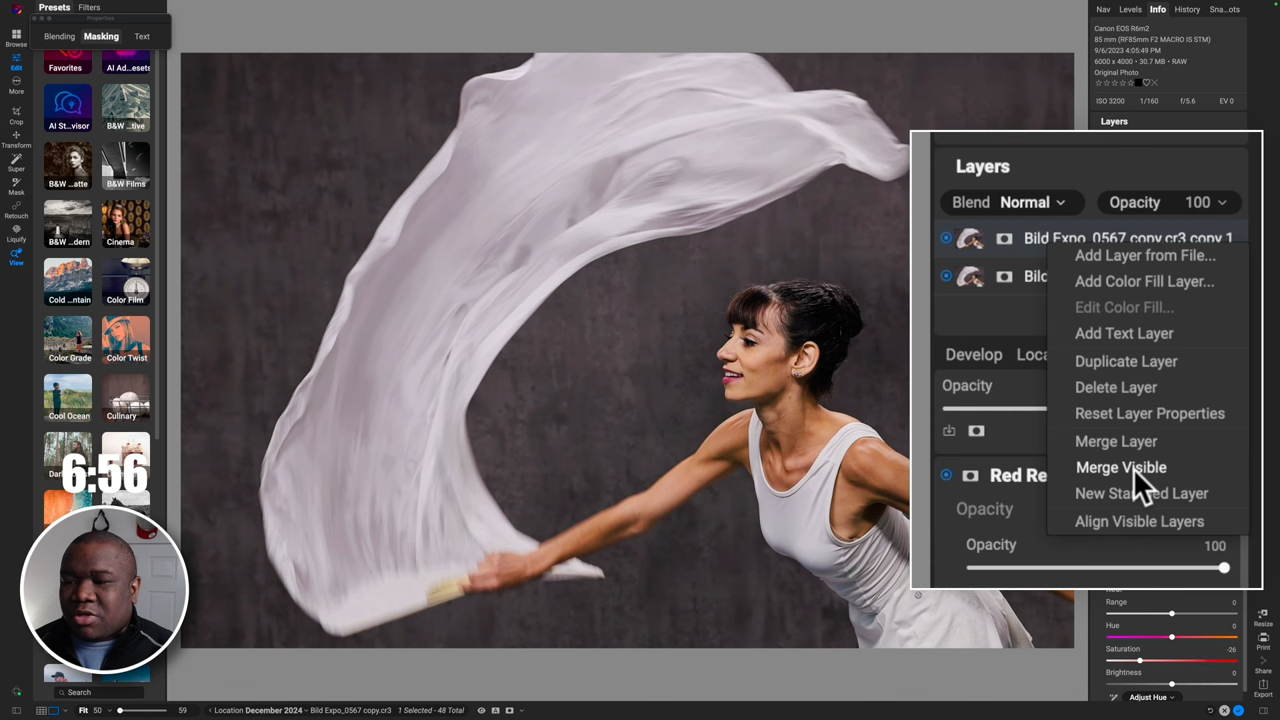 Presets Filters
Properties
Blending Masking Text
Browse
Edit
More
Crop
Transform
Super
Mask
Retouch
Liquify
View
Favorites
AI Ad...sets
AI St...visor
B&W ...tive
B&W ...atte
B&W Films
B&W ...dern
Cinema
Cold ...ntain
Color Film
Color Grade
Color Twist
Cool Ocean
Culinary
6:56
Search
Fit 50 59
Location December 2024 Bild Expo_0567 copy.cr3 1 Selected - 48 Total
Nav Levels Info History Sna...ots
Canon EOS R6m2
85 mm (RF85mm F2 MACRO IS STM)
9/6/2023 4:05:49 PM
6000 x 4000 • 30.7 MB • RAW
Original Photo
ISO 3200 1/160 f/5.6 EV 0
Layers
Layers
Blend Normal Opacity 100
Bild Expo_0567 copy.cr3 1
Bild
Add Layer from File...
Add Color Fill Layer...
Edit Color Fill...
Add Text Layer
Duplicate Layer
Delete Layer
Reset Layer Properties
Merge Layer
Merge Visible
Layer
Align Visible Layers
Develop Loca
Opacity
Red Re
Opacity
Opacity 100
Range 0
Hue 0
Saturation -26
Brightness 0
Adjust Hue
Resize
Print
Share
Export